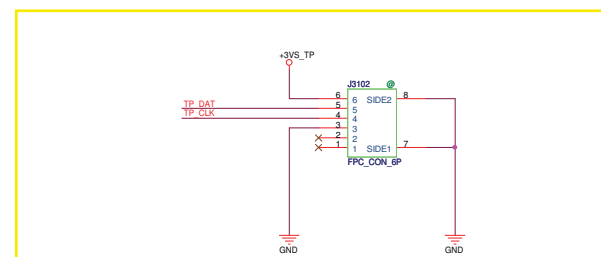 +3VS_TP
J3102 @
6 6 SIDE2 8
TP_DAT 5 5
TP_CLK 4 4
3 3
2 2
1 1 SIDE1 7
FPC_CON_6P
GND GND